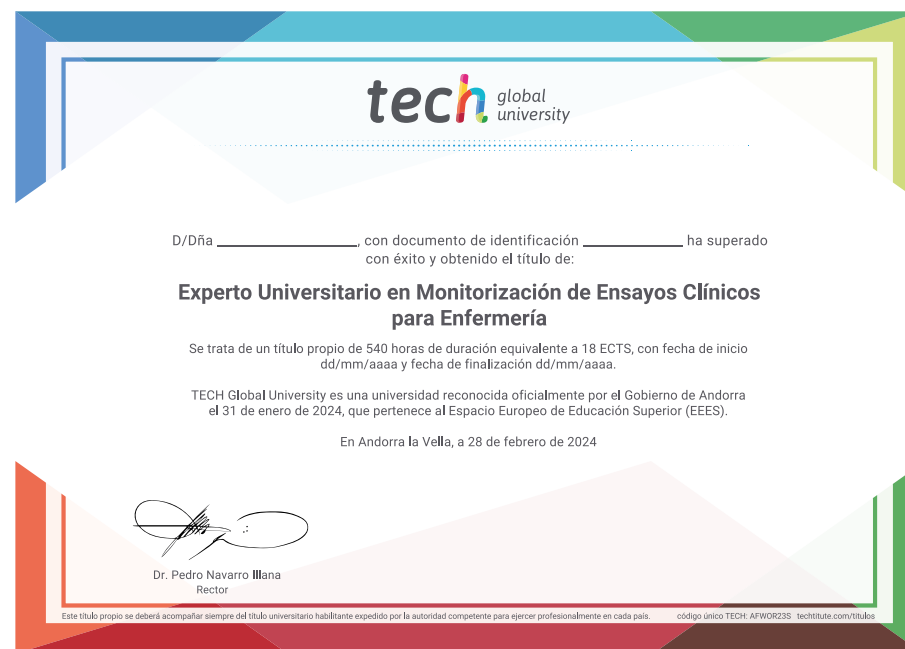 tech global
university
D/Dña ____________________, con documento de identificación ______________ ha superado
con éxito y obtenido el título de:
Experto Universitario en Monitorización de Ensayos Clínicos
para Enfermería
Se trata de un título propio de 540 horas de duración equivalente a 18 ECTS, con fecha de inicio
dd/mm/aaaa y fecha de finalización dd/mm/aaaa.
TECH Global University es una universidad reconocida oficialmente por el Gobierno de Andorra
el 31 de enero de 2024, que pertenece al Espacio Europeo de Educación Superior (EEES).
En Andorra la Vella, a 28 de febrero de 2024
Dr. Pedro Navarro Illana
Rector
Este título propio se deberá acompañar siempre del título universitario habilitante expedido por la autoridad competente para ejercer profesionalmente en cada país. código único TECH: AFWOR23S techtitute.com/titulos